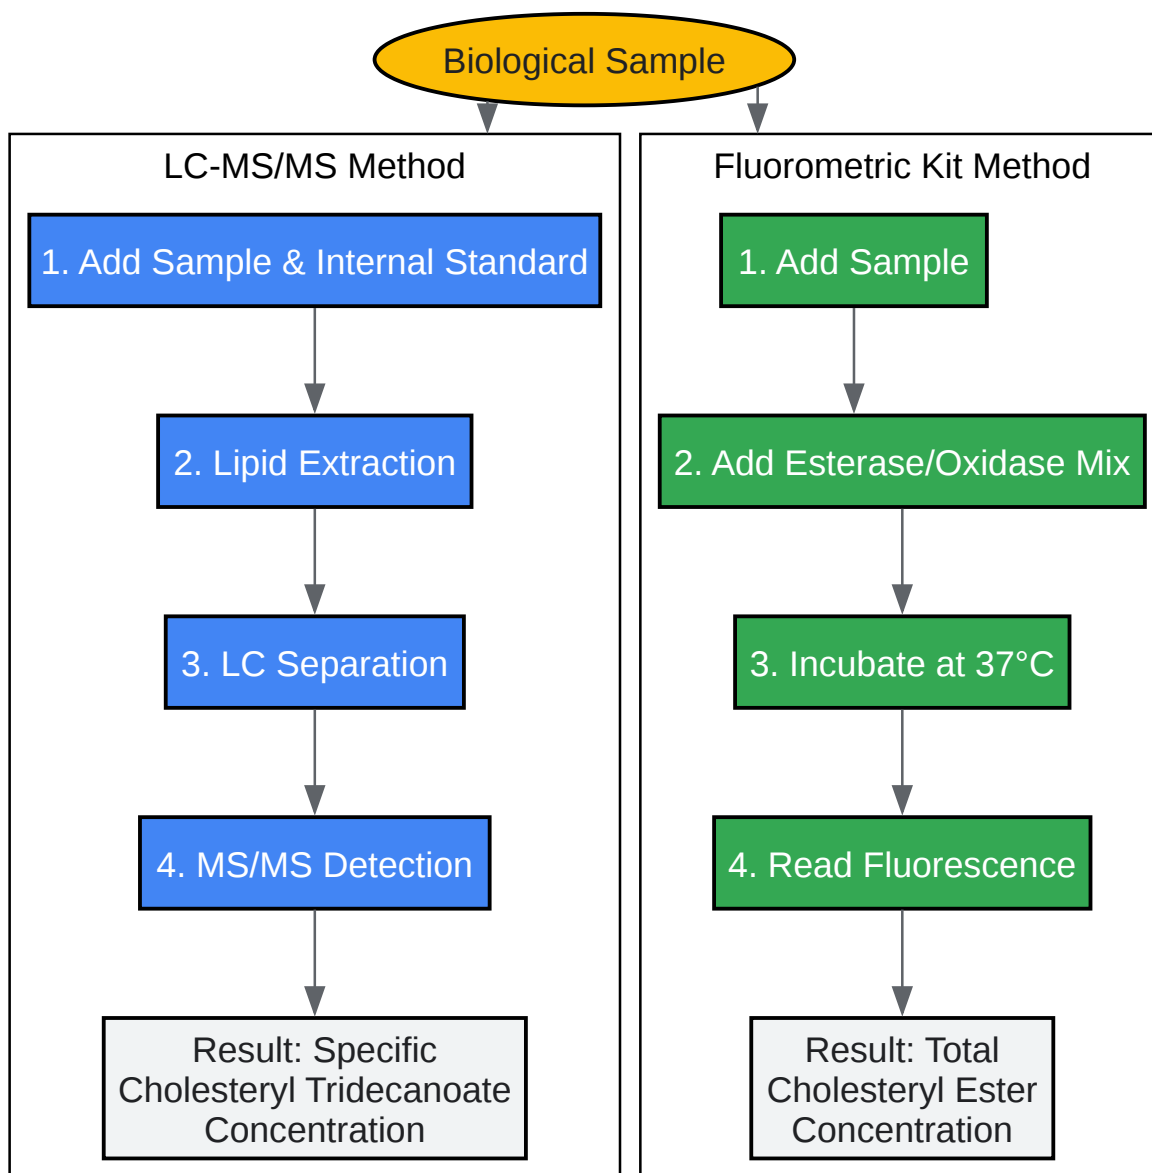 Biological Sample
LC-MS/MS Method
1. Add Sample & Internal Standard
2. Lipid Extraction
3. LC Separation
4. MS/MS Detection
Result: Specific
Cholesteryl Tridecanoate
Concentration
Fluorometric Kit Method
1. Add Sample
2. Add Esterase/Oxidase Mix
3. Incubate at 37°C
4. Read Fluorescence
Result: Total
Cholesteryl Ester
Concentration